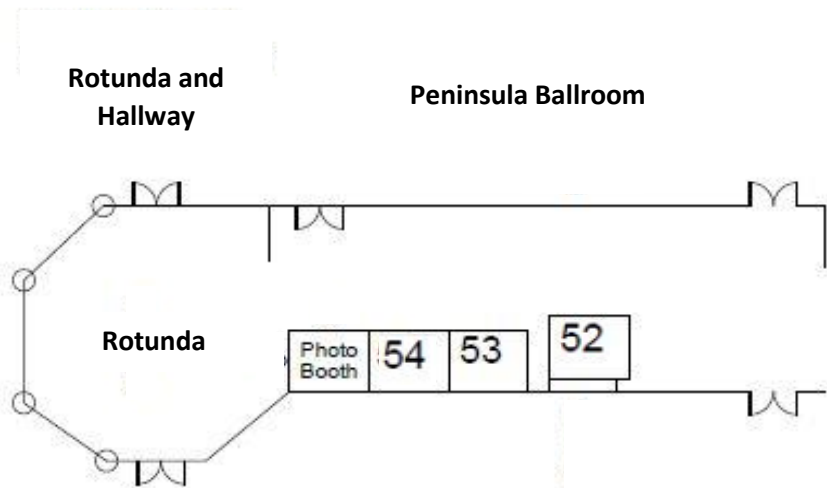 Rotunda and
Hallway
Peninsula Ballroom
Rotunda
Photo
Booth
54
53
52